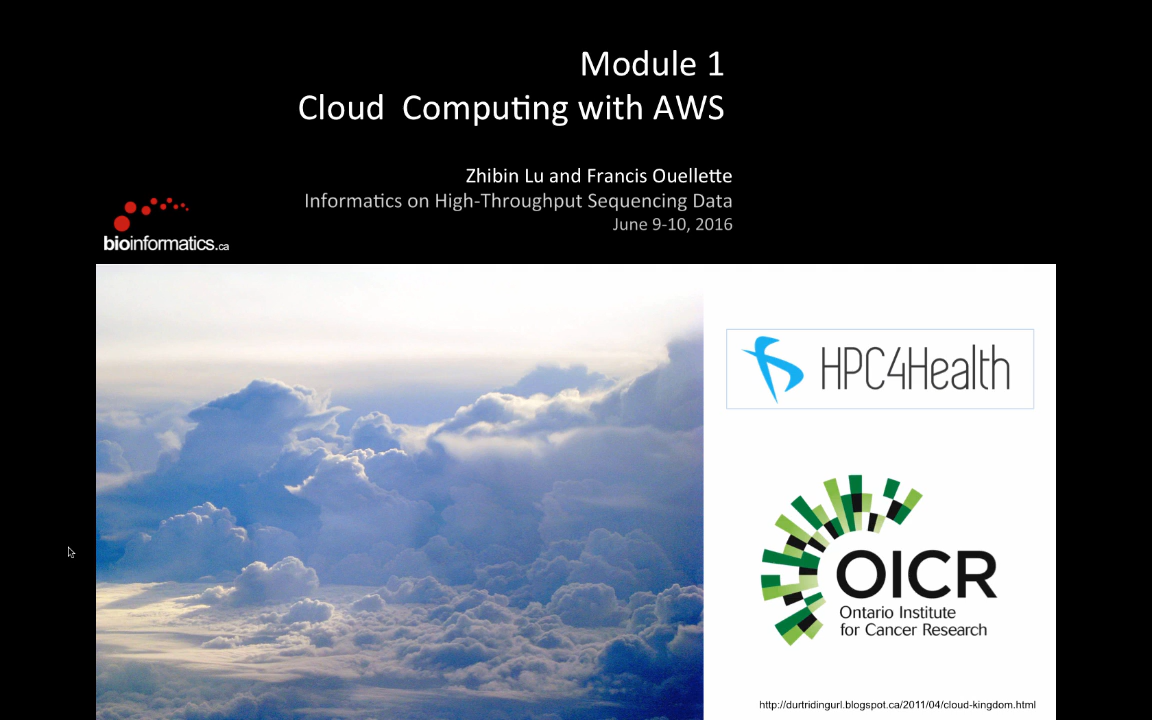 Module 1
Cloud  Computing with AWS
Zhibin Lu and Francis Ouellette
Informatics on High-Throughput Sequencing Data
June 9-10, 2016
bioinformatics.ca
HPC4Health
OICR
Ontario Institute
for Cancer Research
http://durtridingurl.blogspot.ca/2011/04/cloud-kingdom.html